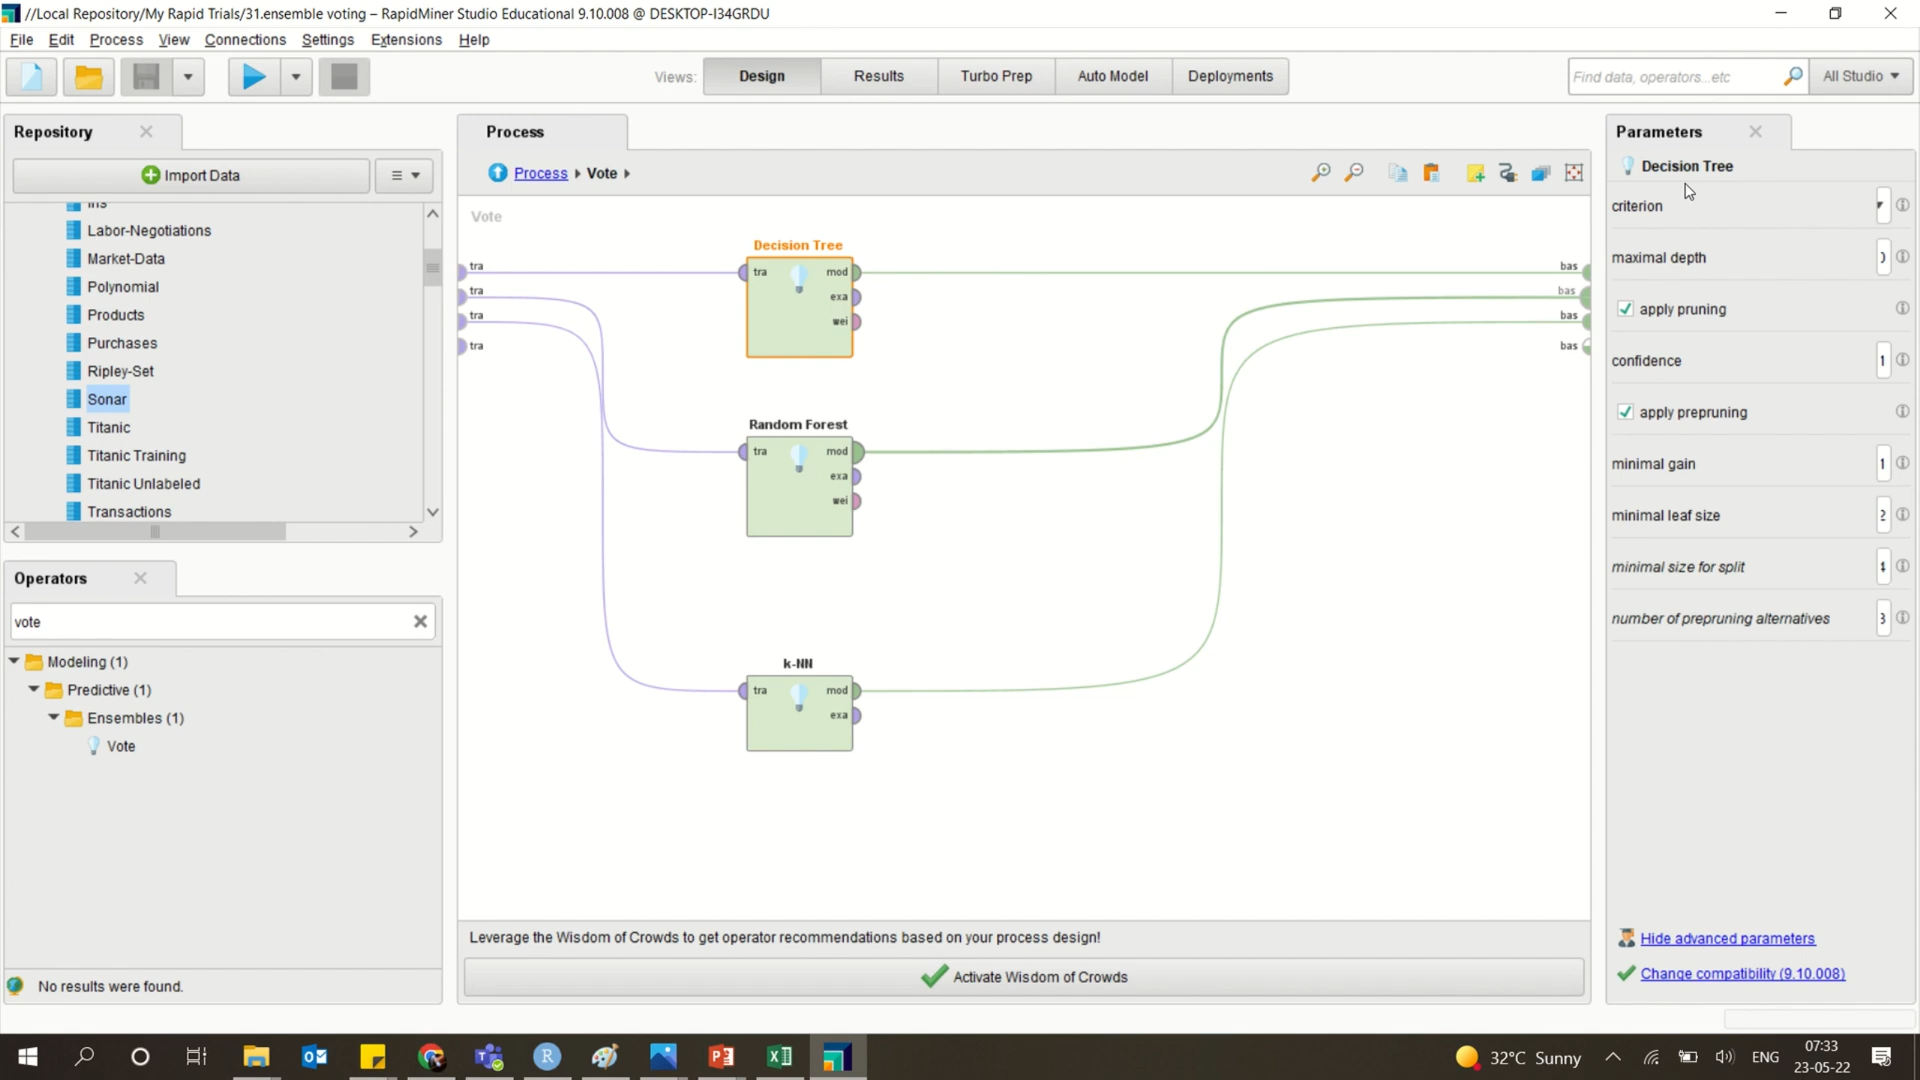 //Local Repository/My Rapid Trials/31.ensemble voting – RapidMiner Studio Educational 9.10.008 @ DESKTOP-I34GRDU
File Edit Process View Connections Settings Extensions Help
Views: Design Results Turbo Prep Auto Model Deployments
Find data, operators...etc
All Studio
Repository
Import Data
Labor-Negotiations
Market-Data
Polynomial
Products
Purchases
Ripley-Set
Sonar
Titanic
Titanic Training
Titanic Unlabeled
Transactions
Operators
vote
Modeling (1)
Predictive (1)
Ensembles (1)
Vote
No results were found.
Process
Process Vote
Vote
tra
tra
tra
tra
Decision Tree
tra mod
exa
wei
Random Forest
tra mod
exa
wei
k-NN
tra mod
exa
bas
bas
bas
bas
Leverage the Wisdom of Crowds to get operator recommendations based on your process design!
Activate Wisdom of Crowds
Parameters
Decision Tree
criterion
maximal depth
apply pruning
confidence 1
apply prepruning
minimal gain 1
minimal leaf size 2
minimal size for split
number of prepruning alternatives 3
Hide advanced parameters
Change compatibility (9.10.008)
32°C Sunny
ENG
07:33
23-05-22